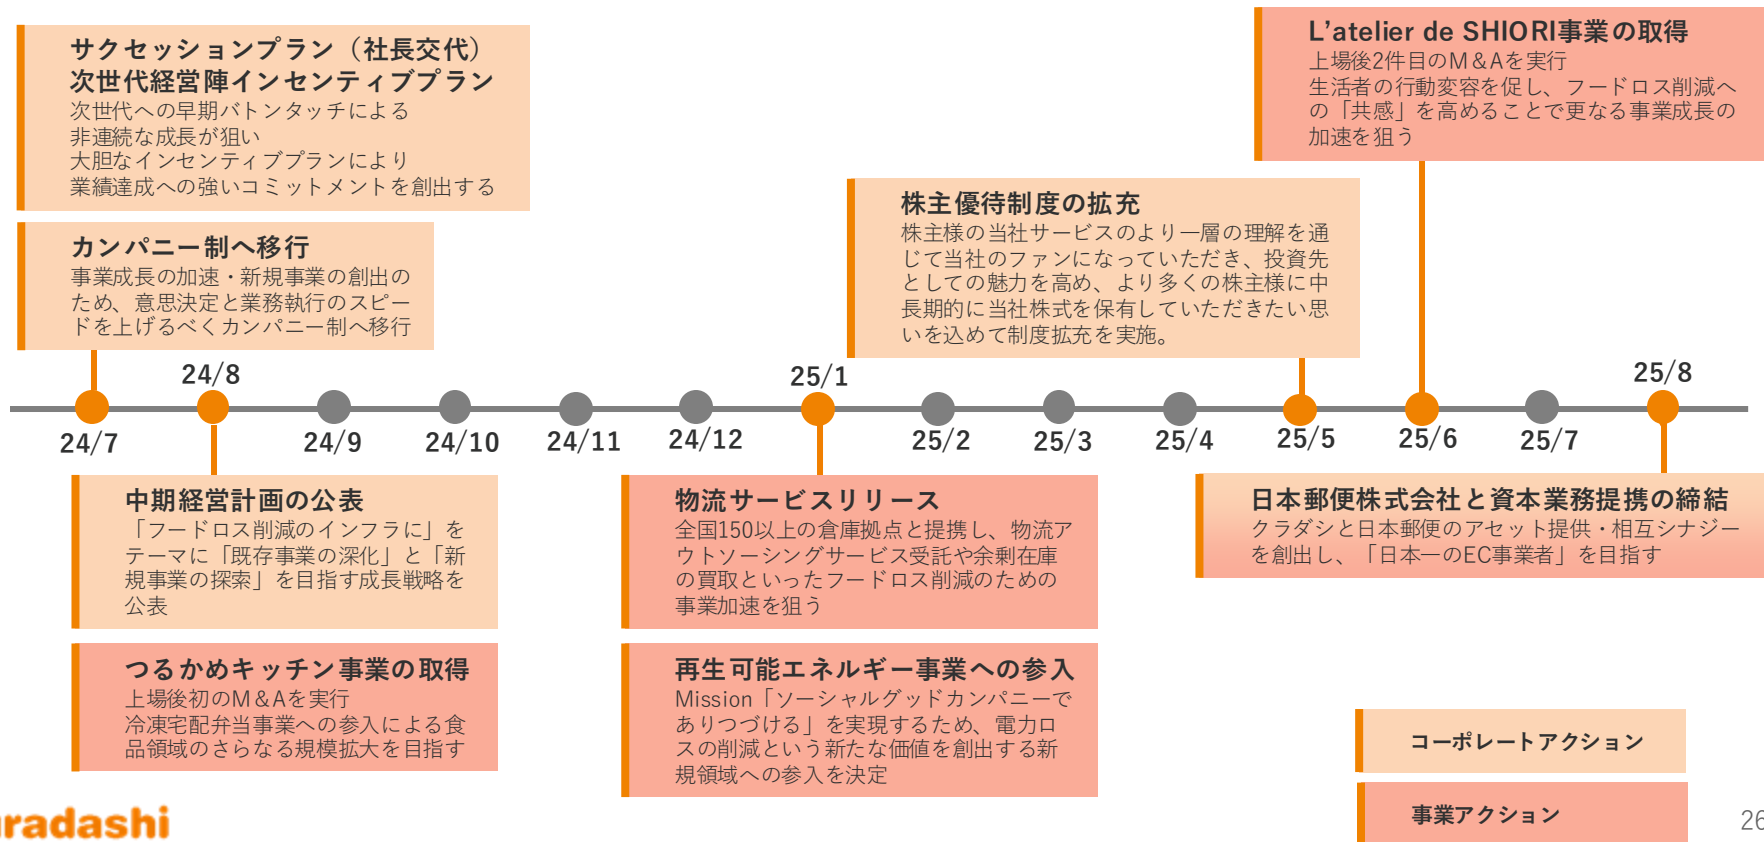 サクセッションプラン（社長交代）
次世代経営陣インセンティブプラン
次世代への早期バトンタッチによる
非連続な成長が狙い
大胆なインセンティブプランにより
業績達成への強いコミットメントを創出する
カンパニー制へ移行
事業成長の加速・新規事業の創出の
ため、意思決定と業務執行のスピー
ドを上げるべくカンパニー制へ移行
株主優待制度の拡充
株主様の当社サービスのより一層の理解を通
じて当社のファンになっていただき、投資先
としての魅力を高め、より多くの株主様に中
長期的に当社株式を保有していただきたい思
いを込めて制度拡充を実施。
L’atelier de SHIORI事業の取得
上場後2件目のM＆Aを実行
生活者の行動変容を促し、フードロス削減へ
の「共感」を高めることで更なる事業成長の
加速を狙う
24/7
24/8
24/9
24/10
24/11
24/12
25/1
25/2
25/3
25/4
25/5
25/6
25/7
25/8
中期経営計画の公表
「フードロス削減のインフラに」を
テーマに「既存事業の深化」と「新
規事業の探索」を目指す成長戦略を
公表
つるかめキッチン事業の取得
上場後初のM＆Aを実行
冷凍宅配弁当事業への参入による食
品領域のさらなる規模拡大を目指す
物流サービスリリース
全国150以上の倉庫拠点と提携し、物流ア
ウトソーシングサービス受託や余剰在庫
の買取といったフードロス削減のための
事業加速を狙う
再生可能エネルギー事業への参入
Mission「ソーシャルグッドカンパニーで
ありつづける」を実現するため、電力ロ
スの削減という新たな価値を創出する新
規領域への参入を決定
日本郵便株式会社と資本業務提携の締結
クラダシと日本郵便のアセット提供・相互シナジー
を創出し、「日本一のEC事業者」を目指す
コーポレートアクション
事業アクション
uradashi
26